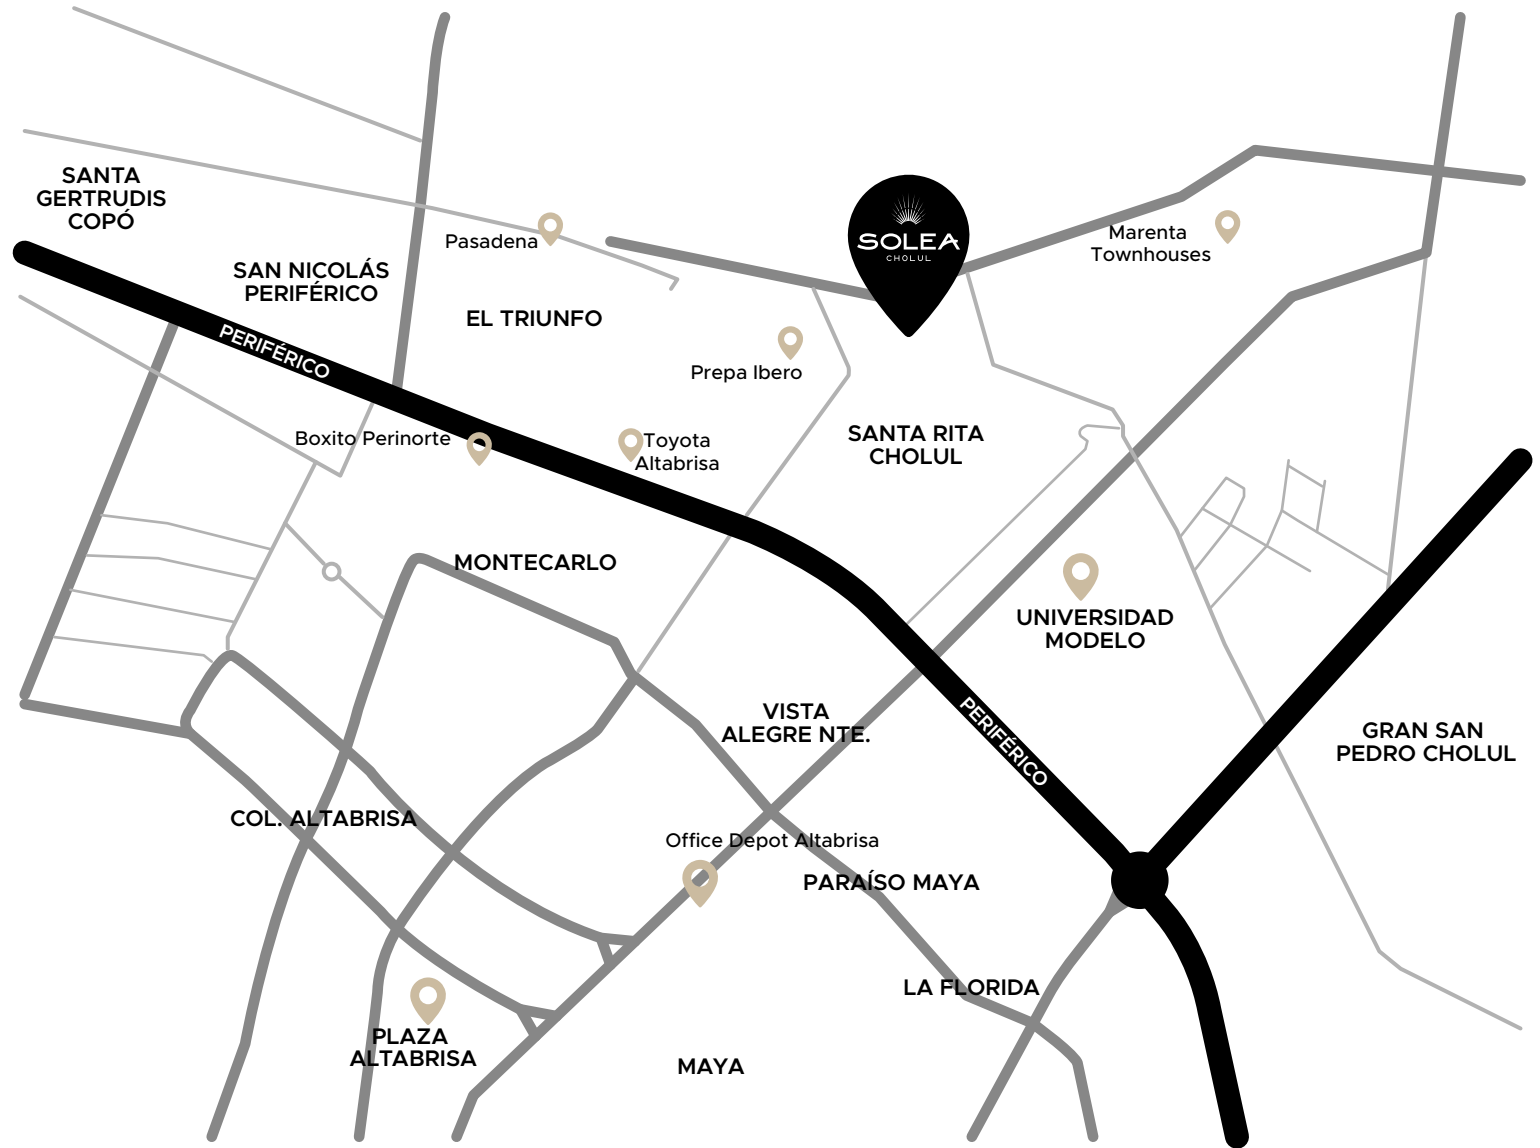 SANTA
GERTRUDIS
COPÓ
Pasadena
SOLEA
CHOLUL
Marenta
Townhouses
SAN NICOLÁS
PERIFÉRICO
EL TRIUNFO
PERIFÉRICO
Prepa Ibero
Boxito Perinorte
Toyota
Altabrisa
SANTA RITA
CHOLUL
MONTECARLO
UNIVERSIDAD
MODELO
VISTA
ALEGRE NTE.
PERIFÉRICO
GRAN SAN
PEDRO CHOLUL
COL. ALTABRISA
Office Depot Altabrisa
PARAÍSO MAYA
LA FLORIDA
PLAZA
ALTABRISA
MAYA